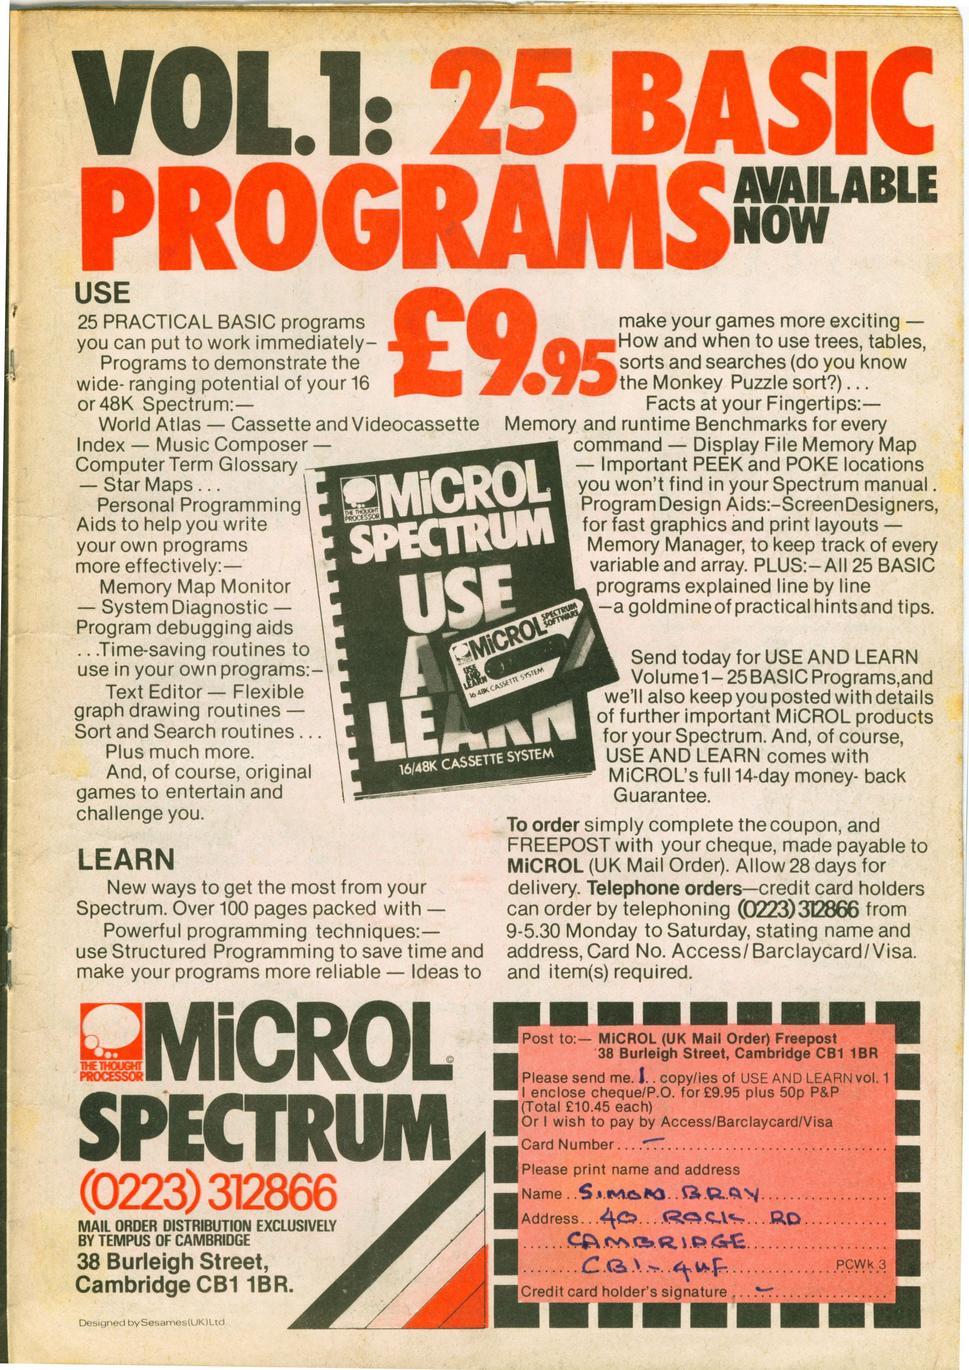 VOL.1: 25 BASIC
PROGRAMS AVAILABLE
NOW
£9.95
USE
25 PRACTICAL BASIC programs
you can put to work immediately—
Programs to demonstrate the
wide-ranging potential of your 16
or 48K Spectrum:—
World Atlas — Cassette and Videocassette
Index — Music Composer —
Computer Term Glossary
— Star Maps . . .
Personal Programming
Aids to help you write
your own programs
more effectively:—
Memory Map Monitor
— System Diagnostic —
Program debugging aids
. . .Time-saving routines to
use in your own programs:—
Text Editor — Flexible
graph drawing routines —
Sort and Search routines . . .
Plus much more.
And, of course, original
games to entertain and
challenge you.
LEARN
New ways to get the most from your
Spectrum. Over 100 pages packed with —
Powerful programming techniques:—
use Structured Programming to save time and
make your programs more reliable — Ideas to
make your games more exciting —
How and when to use trees, tables,
sorts and searches (do you know
the Monkey Puzzle sort?) . . .
Facts at your Fingertips:—
Memory and runtime Benchmarks for every
command — Display File Memory Map
— Important PEEK and POKE locations
you won't find in your Spectrum manual.
Program Design Aids:–Screen Designers,
for fast graphics and print layouts —
Memory Manager, to keep track of every
variable and array. PLUS:–All 25 BASIC
programs explained line by line
—a goldmine of practical hints and tips.
Send today for USE AND LEARN
Volume 1–25 BASIC Programs,and
we'll also keep you posted with details
of further important MiCROL products
for your Spectrum. And, of course,
USE AND LEARN comes with
MiCROL's full 14-day money- back
Guarantee.
To order simply complete the coupon, and
FREEPOST with your cheque, made payable to
MiCROL (UK Mail Order). Allow 28 days for
delivery. Telephone orders—credit card holders
can order by telephoning (0223) 312866 from
9-5.30 Monday to Saturday, stating name and
address, Card No. Access/Barclaycard/Visa.
and item(s) required.
THE THOUGHT
PROCESSOR
MiCROL
SPECTRUM
USE
AND
LEARN
16/48K CASSETTE SYSTEM
MiCROL SPECTRUM
SOFTWARE
USE
AND
LEARN
16/48K CASSETTE SYSTEM
THE THOUGHT
PROCESSOR
MiCROL ©
SPECTRUM
(0223) 312866
MAIL ORDER DISTRIBUTION EXCLUSIVELY
BY TEMPUS OF CAMBRIDGE
38 Burleigh Street,
Cambridge CB1 1BR.
Designed by Sesames(UK)Ltd
Post to:— MiCROL (UK Mail Order) Freepost
38 Burleigh Street, Cambridge CB1 1BR
Please send me. 1. . copy/ies of USE AND LEARN vol. 1
I enclose cheque/P.O. for £9.95 plus 50p P&P
(Total £10.45 each)
Or I wish to pay by Access/Barclaycard/Visa
Card Number . . . . —
Please print name and address
Name . . SIMON BRAY
Address . . . 40 ROCK RD
CAMBRIDGE
CB1 - 4UF PCWk 3
Credit card holder's signature —